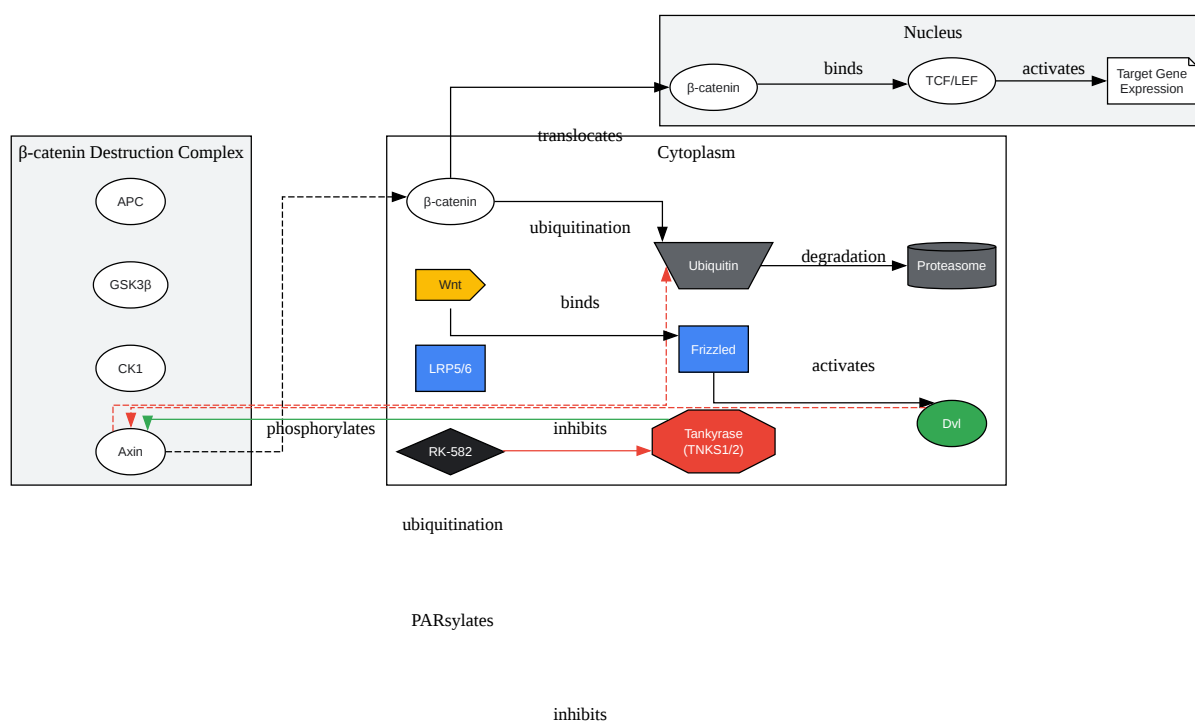 Nucleus
β-catenin
binds
TCF/LEF
activates
Target Gene
Expression
translocates
β-catenin Destruction Complex
APC
GSK3β
CK1
Axin
Cytoplasm
β-catenin
ubiquitination
Ubiquitin
degradation
Proteasome
Wnt
binds
Frizzled
LRP5/6
activates
phosphorylates
RK-582
inhibits
Tankyrase
(TNKS1/2)
Dvl
ubiquitination
PARsylates
inhibits